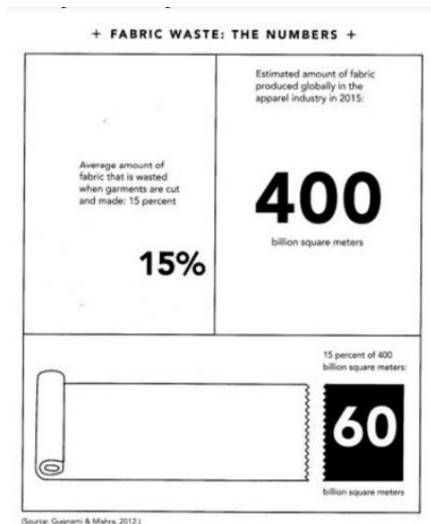 + FABRIC WASTE: THE NUMBERS +
Average amount of
fabric that is wasted
when garments are cut
and made: 15 percent
15%
Estimated amount of fabric
produced globally in the
apparel industry in 2015:
400
billion square meters
15 percent of 400
billion square meters:
60
billion square meters
(Source: Gugnami & Mishra, 2012.)